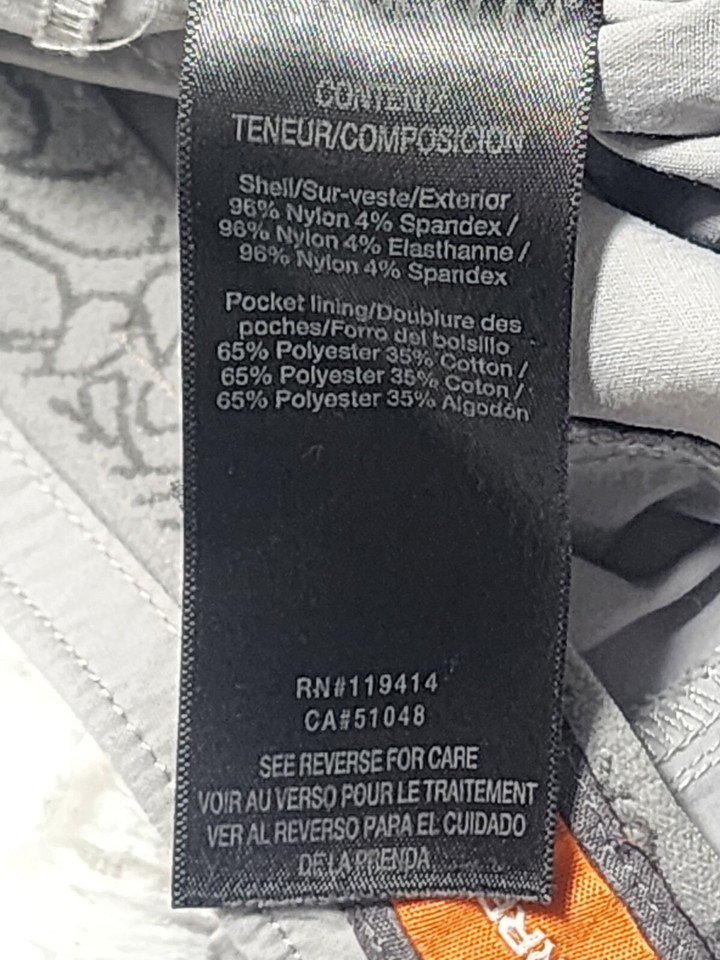 CONTENT/
TENEUR/COMPOSICION
Shell/Sur-veste/Exterior
96% Nylon 4% Spandex /
96% Nylon 4% Elasthanne /
96% Nylon 4% Spandex
Pocket lining/Doublure des
poches/Forro del bolsillo
65% Polyester 35% Cotton /
65% Polyester 35% Coton /
65% Polyester 35% Algodón
RN#119414
CA#51048
SEE REVERSE FOR CARE
VOIR AU VERSO POUR LE TRAITEMENT
VER AL REVERSO PARA EL CUIDADO
DE LA PRENDA